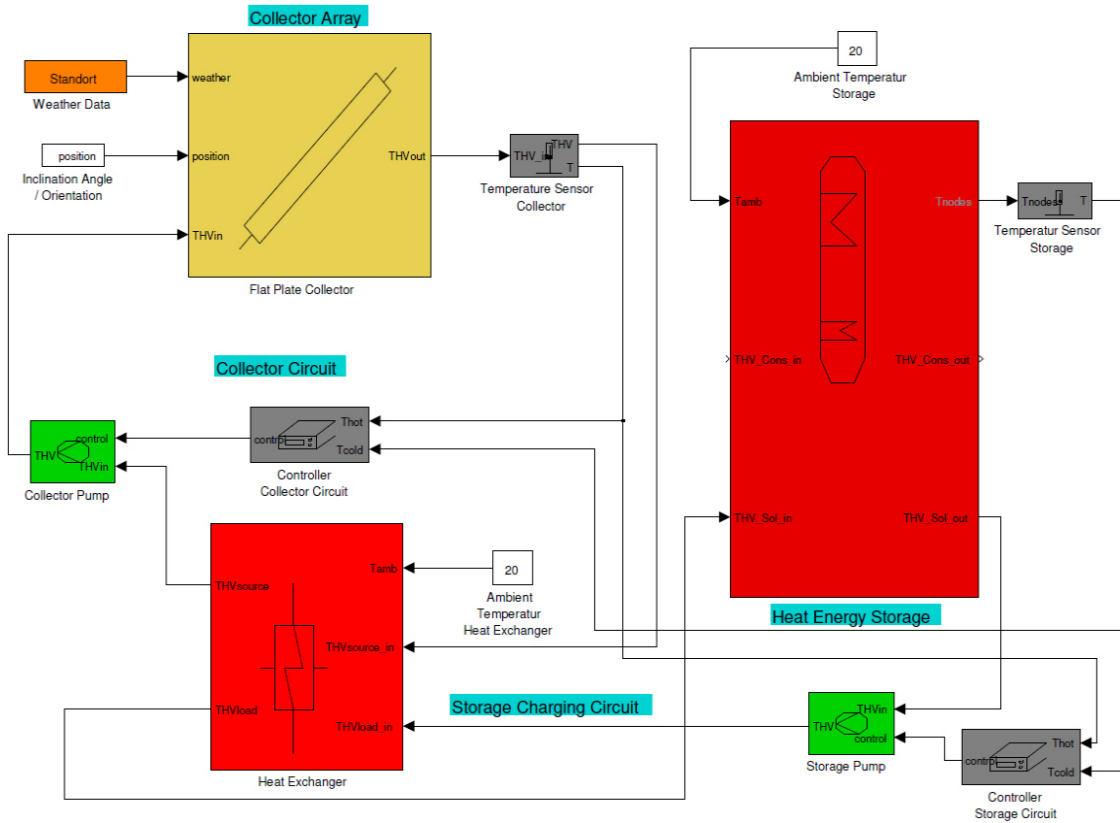 Collector Array
Standort
Weather Data
weather
position
Inclination Angle
/ Orientation
position
THVin
THVout
Flat Plate Collector
THV_in
THV
T
Temperature Sensor
Collector
20
Ambient Temperatur
Storage
Tamb
Tnodes
THV_Cons_in
THV_Cons_out
THV_Sol_in
THV_Sol_out
Tnodes
T
Temperatur Sensor
Storage
Heat Energy Storage
Collector Circuit
THV
control
THVin
Collector Pump
control
Thot
Tcold
Controller
Collector Circuit
THVsource
THVload
Tamb
THVsource_in
THVload_in
Heat Exchanger
20
Ambient
Temperatur
Heat Exchanger
Storage Charging Circuit
THV
THVin
control
Storage Pump
control
Thot
Tcold
Controller
Storage Circuit